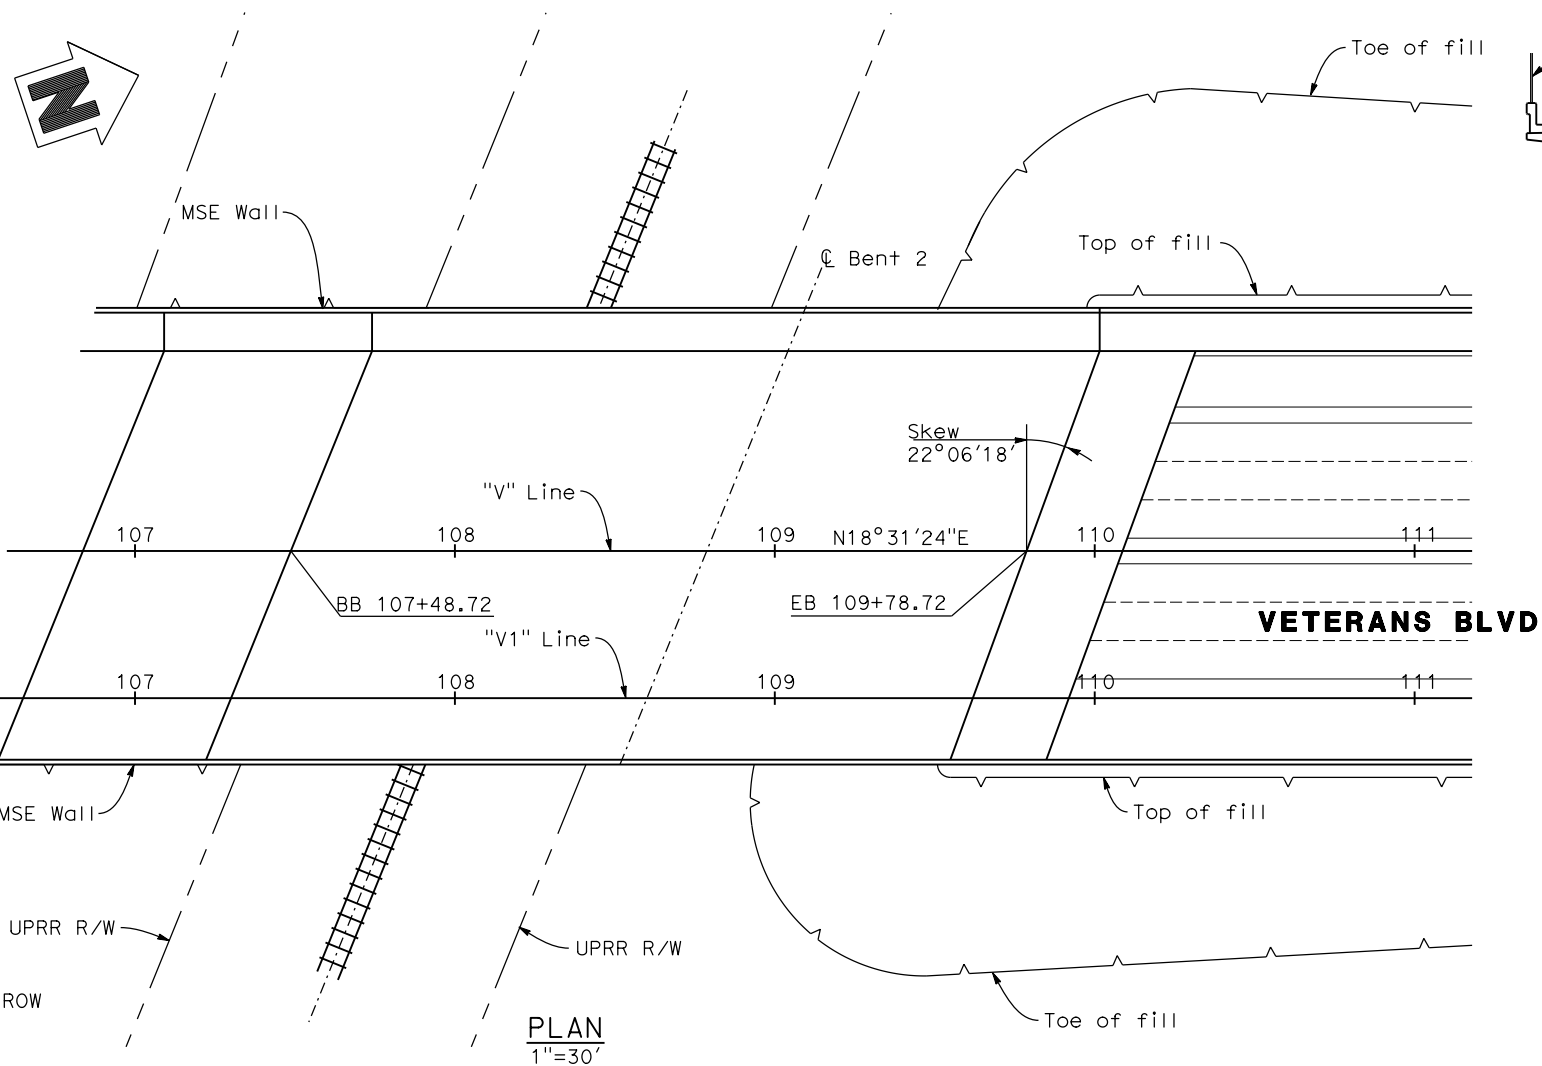 Toe of fill
N
MSE Wall
Top of fill
℄ Bent 2
Skew
22°06'18"
"V" Line
107
108
109
N18°31'24"E
110
111
BB 107+48.72
EB 109+78.72
VETERANS BLVD
"V1" Line
107
108
109
110
111
MSE Wall
Top of fill
UPRR R/W
UPRR R/W
ROW
Toe of fill
PLAN
1"=30'